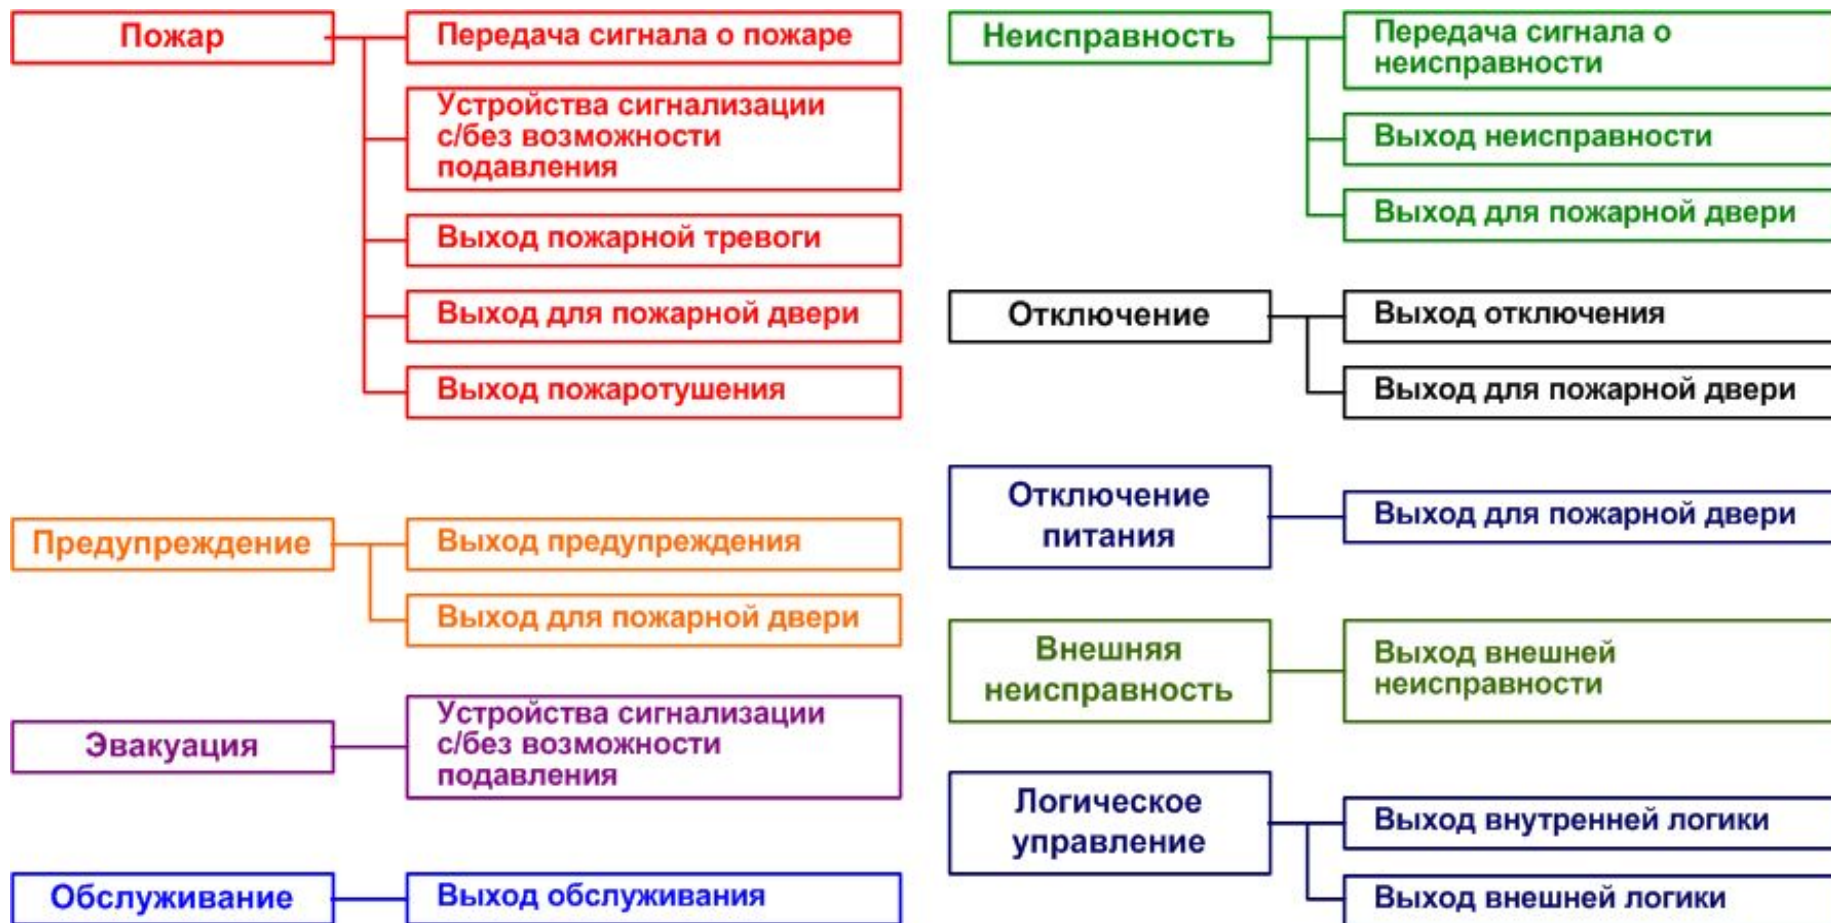 Пожар
Передача сигнала о пожаре
Устройства сигнализации
с/без возможности
подавления
Выход пожарной тревоги
Выход для пожарной двери
Выход пожаротушения
Предупреждение
Выход предупреждения
Выход для пожарной двери
Эвакуация
Устройства сигнализации
с/без возможности
подавления
Обслуживание
Выход обслуживания
Неисправность
Передача сигнала о
неисправности
Выход неисправности
Выход для пожарной двери
Отключение
Выход отключения
Выход для пожарной двери
Отключение
питания
Выход для пожарной двери
Внешняя
неисправность
Выход внешней
неисправности
Логическое
управление
Выход внутренней логики
Выход внешней логики